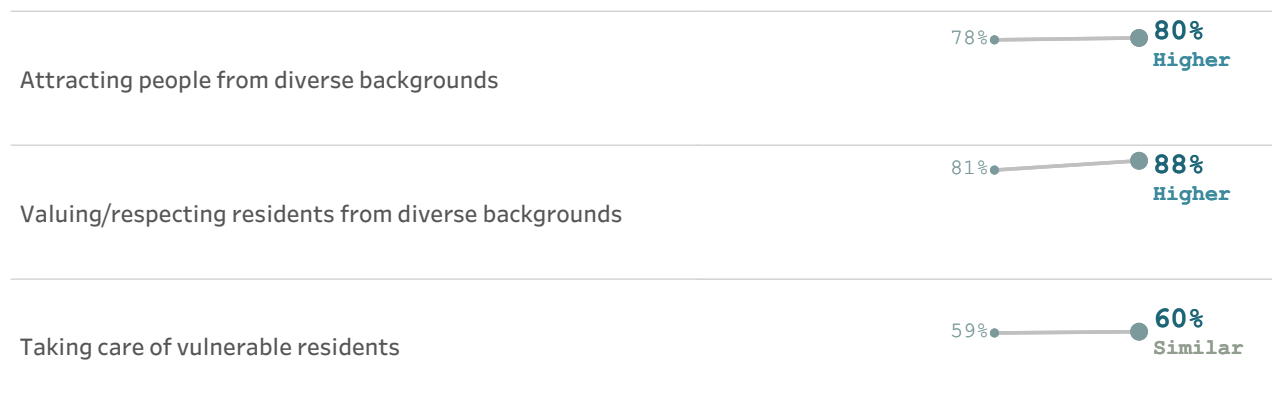 78%
80%
Higher
Attracting people from diverse backgrounds
81%
88%
Higher
Valuing/respecting residents from diverse backgrounds
59%
60%
Similar
Taking care of vulnerable residents